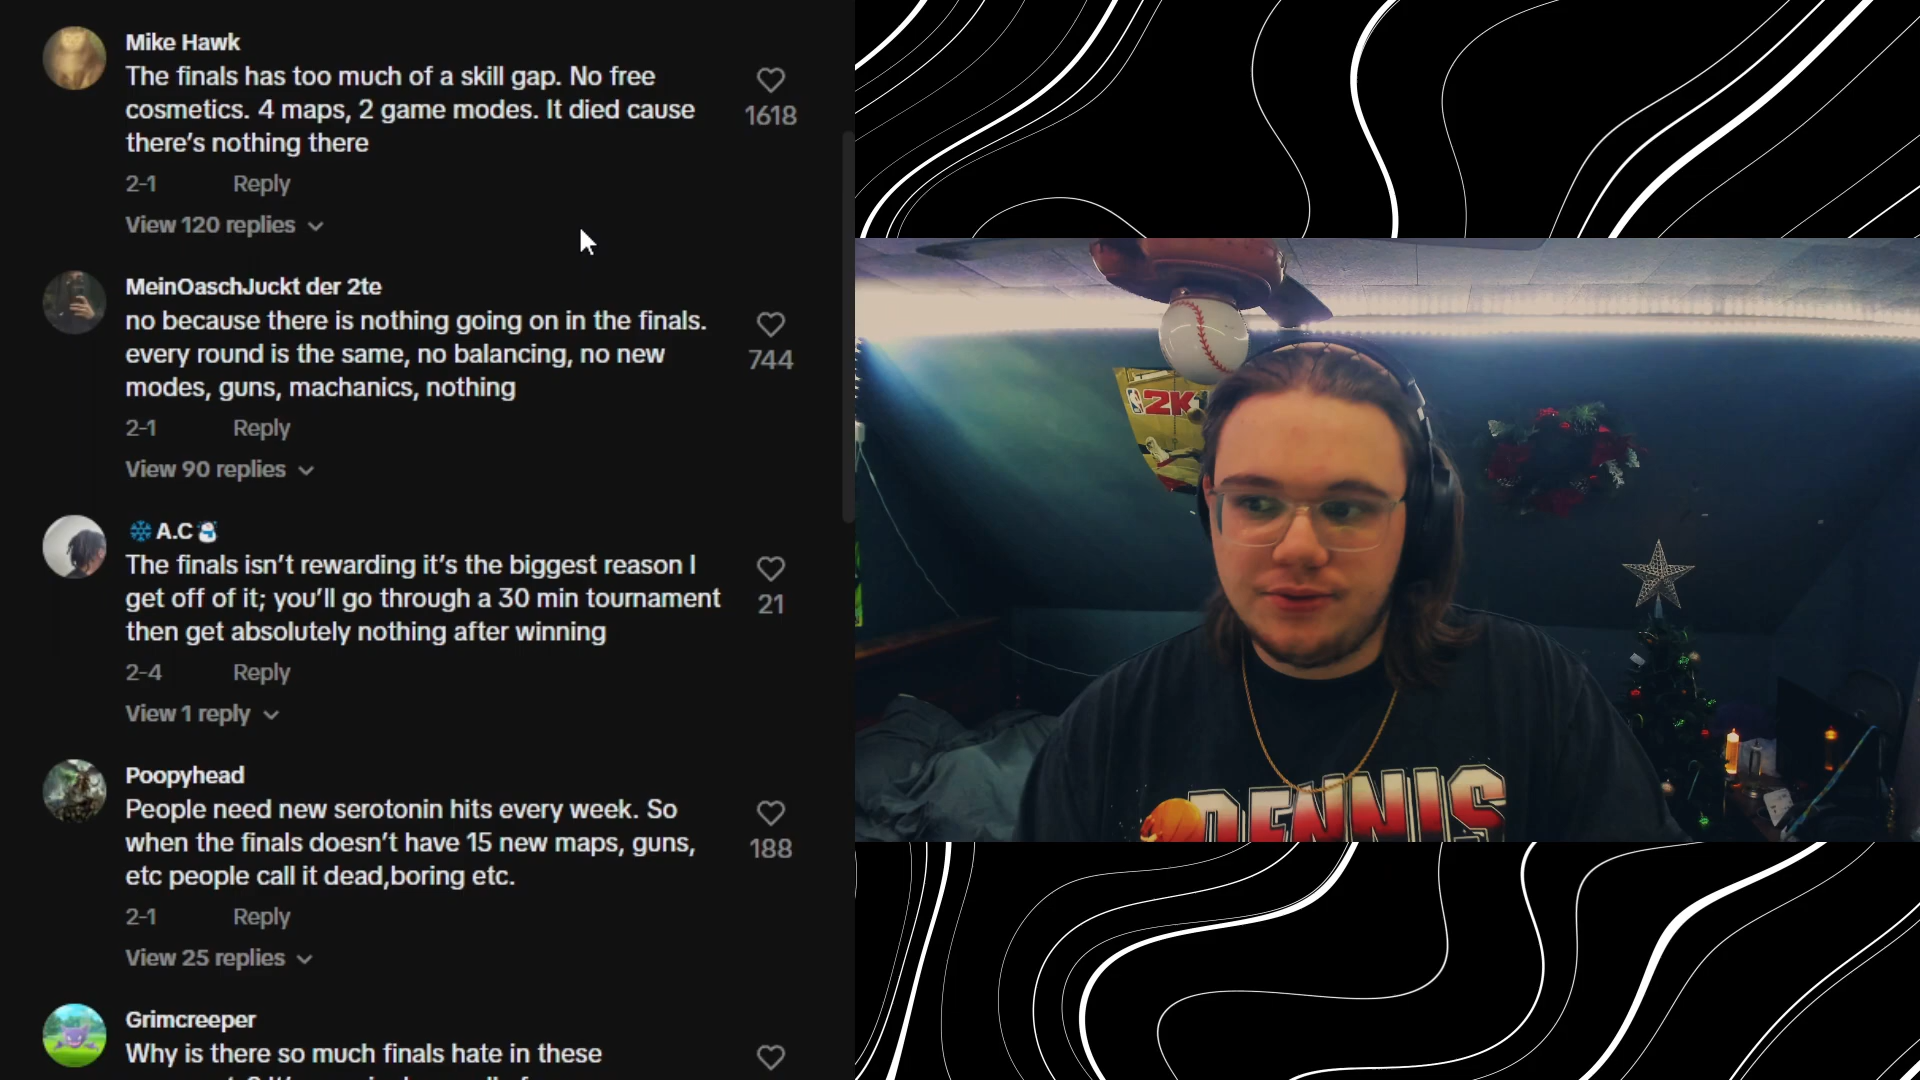 Mike Hawk
The finals has too much of a skill gap. No free
cosmetics. 4 maps, 2 game modes. It died cause
there's nothing there
1618
2-1 Reply
View 120 replies
MeinOaschJuckt der 2te
no because there is nothing going on in the finals.
every round is the same, no balancing, no new
modes, guns, machanics, nothing
744
2-1 Reply
View 90 replies
❄️ A.C ☃️
The finals isn't rewarding it's the biggest reason I
get off of it; you'll go through a 30 min tournament
then get absolutely nothing after winning
21
2-4 Reply
View 1 reply
Poopyhead
People need new serotonin hits every week. So
when the finals doesn't have 15 new maps, guns,
etc people call it dead,boring etc.
188
2-1 Reply
View 25 replies
Grimcreeper
Why is there so much finals hate in these
2K
DENNIS